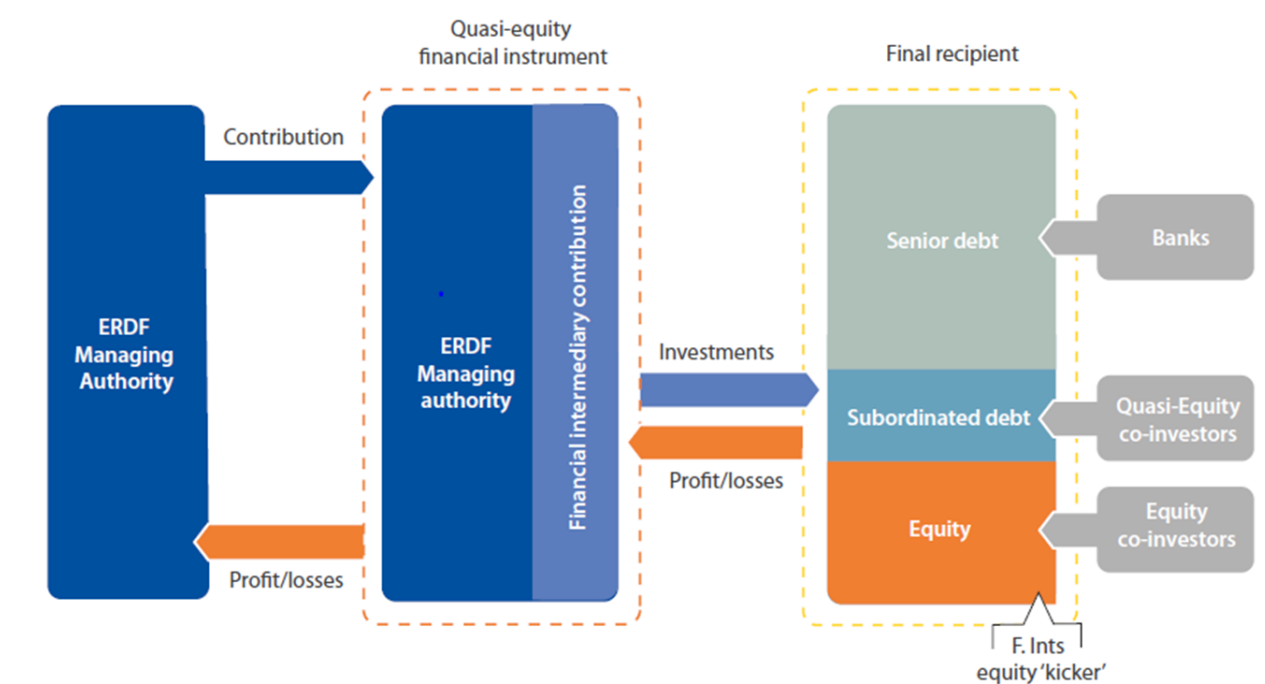 Quasi-equity
financial instrument
Final recipient
Contribution
ERDF
Managing
Authority
ERDF
Managing
authority
Financial intermediary contribution
Investments
Profit/losses
Profit/losses
Senior debt
Subordinated debt
Equity
Banks
Quasi-Equity
co-investors
Equity
co-investors
F. Ints
equity ‘kicker’